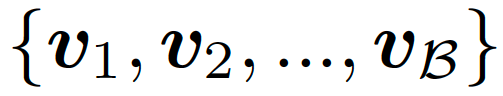 {𝒗₁, 𝒗₂, ..., 𝒗_ℬ}